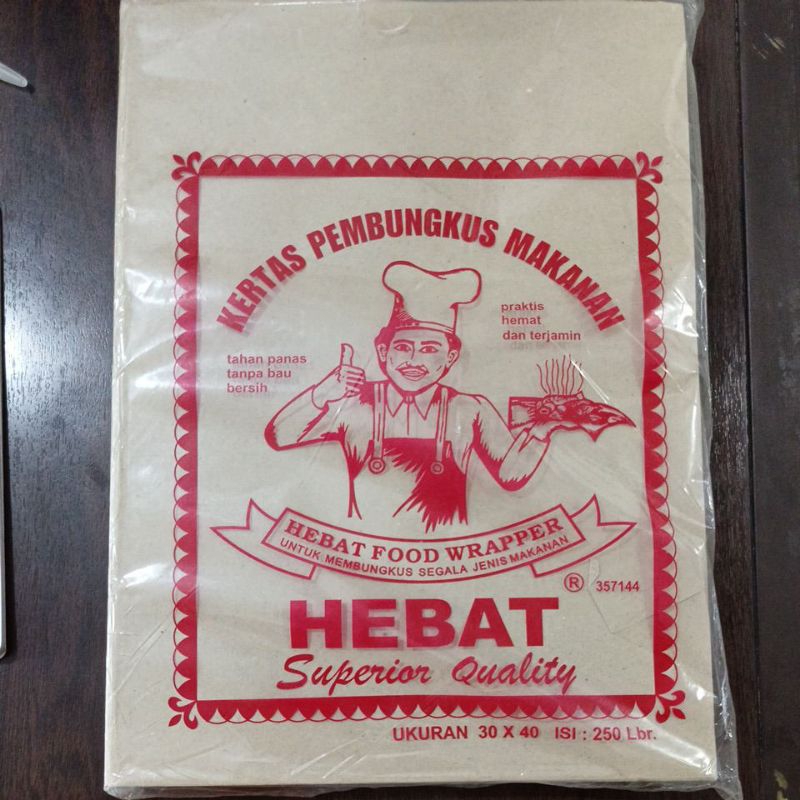 KERTAS PEMBUNGKUS MAKANAN
praktis
hemat
dan terjamin
tahan panas
tanpa bau
bersih
HEBAT FOOD WRAPPER
UNTUK MEMBUNGKUS SEGALA JENIS MAKANAN
® 357144
HEBAT
Superior Quality
UKURAN 30 X 40 ISI : 250 Lbr.